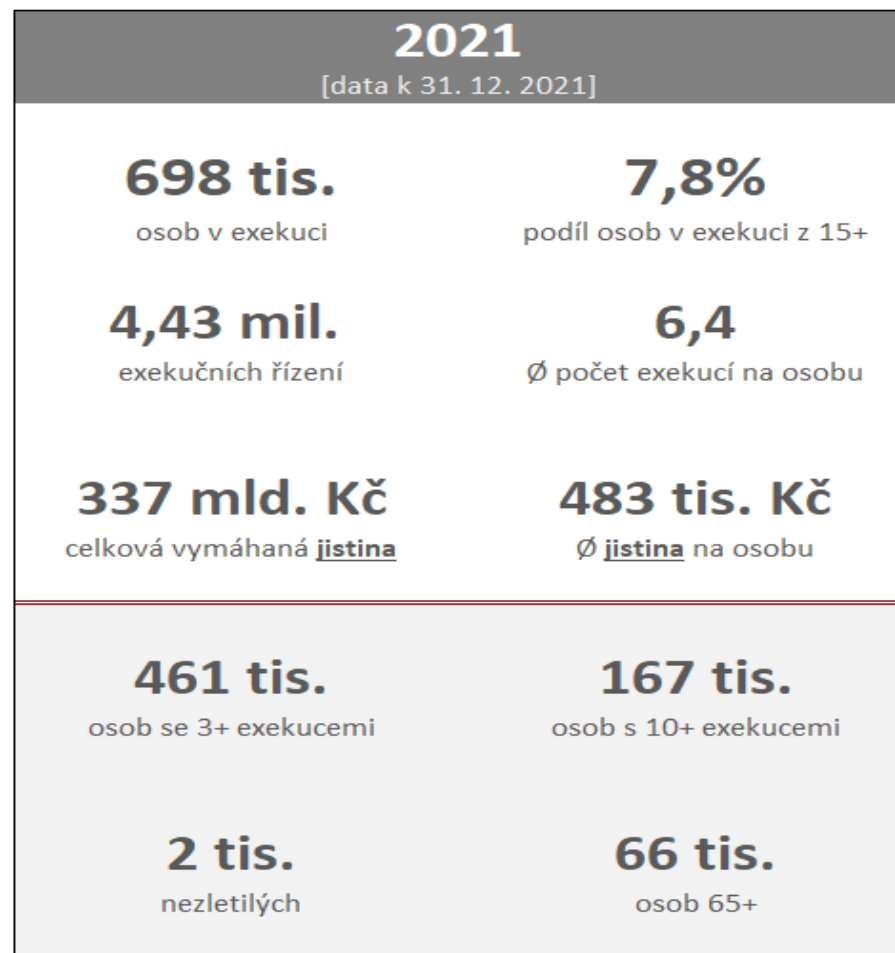 2021
[data k 31. 12. 2021]
698 tis.
osob v exekuci
7,8%
podíl osob v exekuci z 15+
4,43 mil.
exekučních řízení
6,4
Ø počet exekucí na osobu
337 mld. Kč
celková vymáhaná jistina
483 tis. Kč
Ø jistina na osobu
461 tis.
osob se 3+ exekucemi
167 tis.
osob s 10+ exekucemi
2 tis.
nezletilých
66 tis.
osob 65+